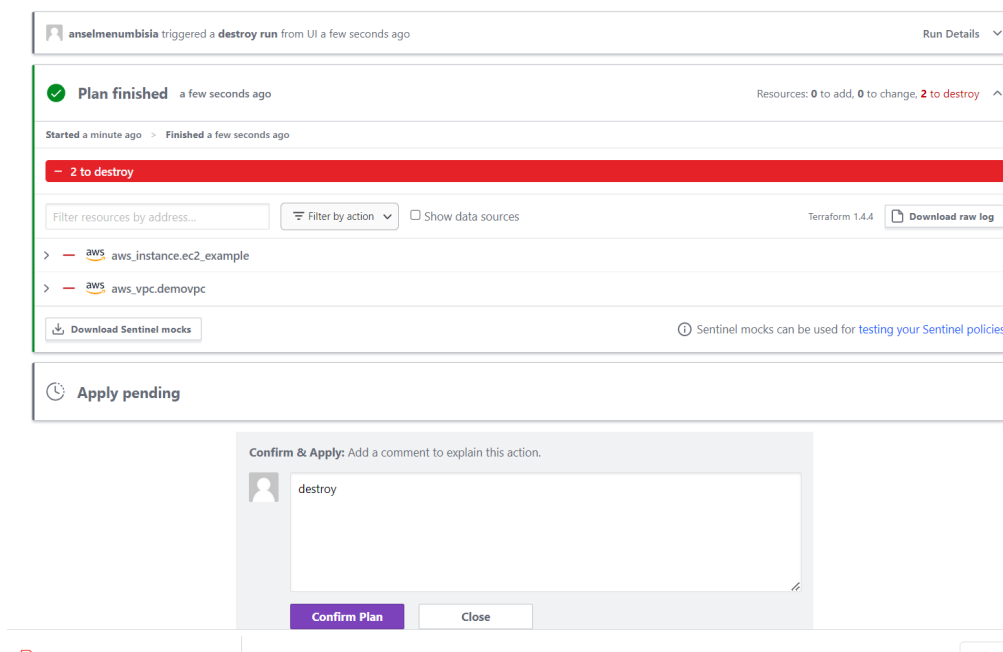 anselmenumbisia triggered a destroy run from UI a few seconds ago Run Details
Plan finished a few seconds ago Resources: 0 to add, 0 to change, 2 to destroy
Started a minute ago > Finished a few seconds ago
2 to destroy
Filter resources by address... Filter by action Show data sources Terraform 1.4.4 Download raw log
aws aws_instance.ec2_example
aws aws_vpc.demovpc
Download Sentinel mocks Sentinel mocks can be used for testing your Sentinel policies
Apply pending
Confirm & Apply: Add a comment to explain this action.
destroy
Confirm Plan Close